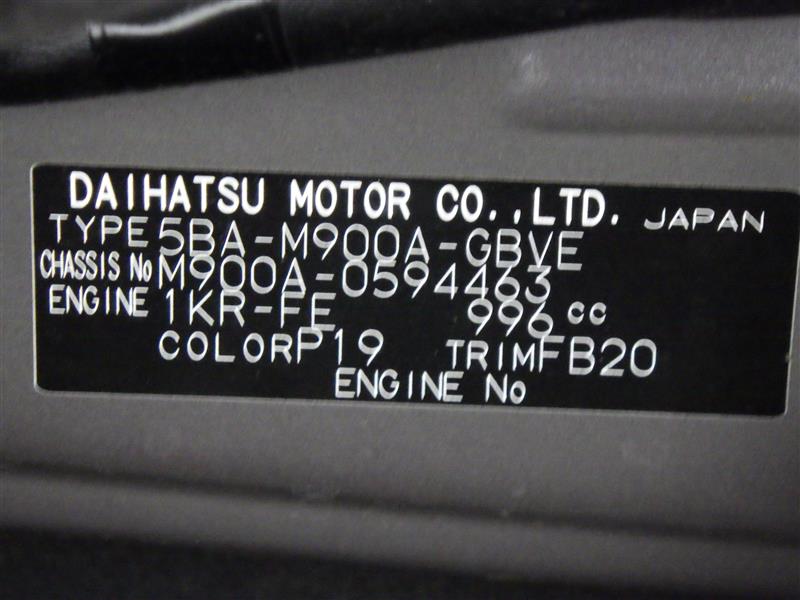 DAIHATSU MOTOR CO.,LTD. JAPAN
TYPE 5BA-M900A-GBVE
CHASSIS No M900A-0594463
ENGINE 1KR-FE 996 cc
COLOR P19 TRIM FB20
ENGINE No